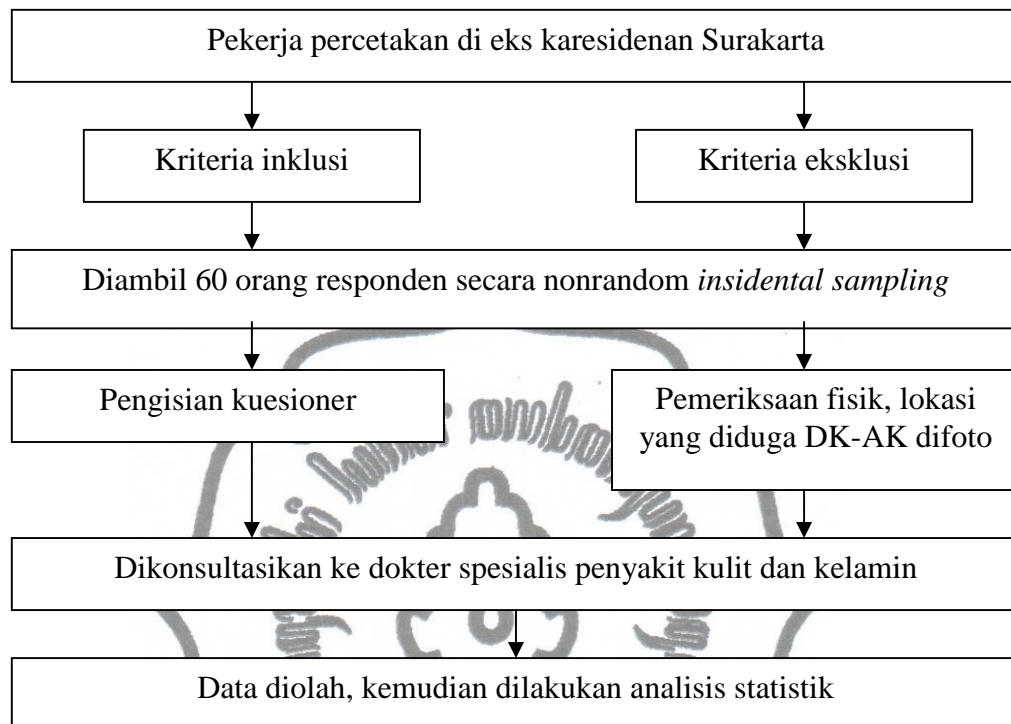 Pekerja percetakan di eks karesidenan Surakarta
Kriteria inklusi
Kriteria eksklusi
Diambil 60 orang responden secara nonrandom insidental sampling
Pengisian kuesioner
Pemeriksaan fisik, lokasi
yang diduga DK-AK difoto
Dikonsultasikan ke dokter spesialis penyakit kulit dan kelamin
Data diolah, kemudian dilakukan analisis statistik